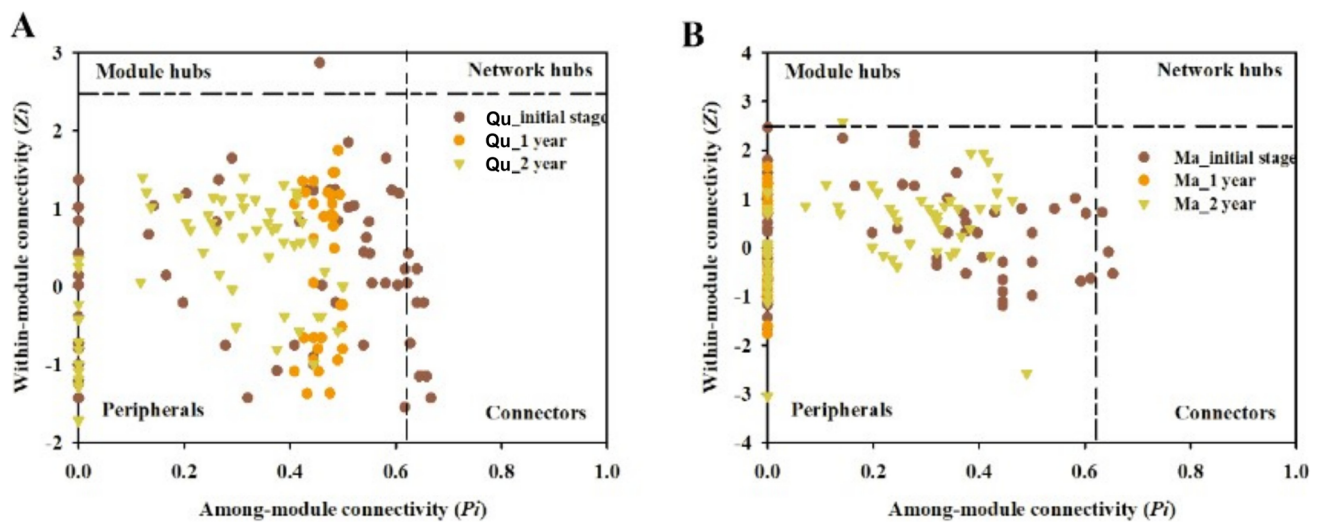 A
B
3
2
1
0
-1
-2
Within-module connectivity (Zi)
Module hubs
Network hubs
Qu_initial stage
Qu_1 year
Qu_2 year
Peripherals
Connectors
0.0
0.2
0.4
0.6
0.8
1.0
Among-module connectivity (Pi)
4
3
2
1
0
-1
-2
-3
-4
Within-module connectivity (Zi)
Module hubs
Network hubs
Ma_initial stage
Ma_1 year
Ma_2 year
Peripherals
Connectors
0.0
0.2
0.4
0.6
0.8
1.0
Among-module connectivity (Pi)